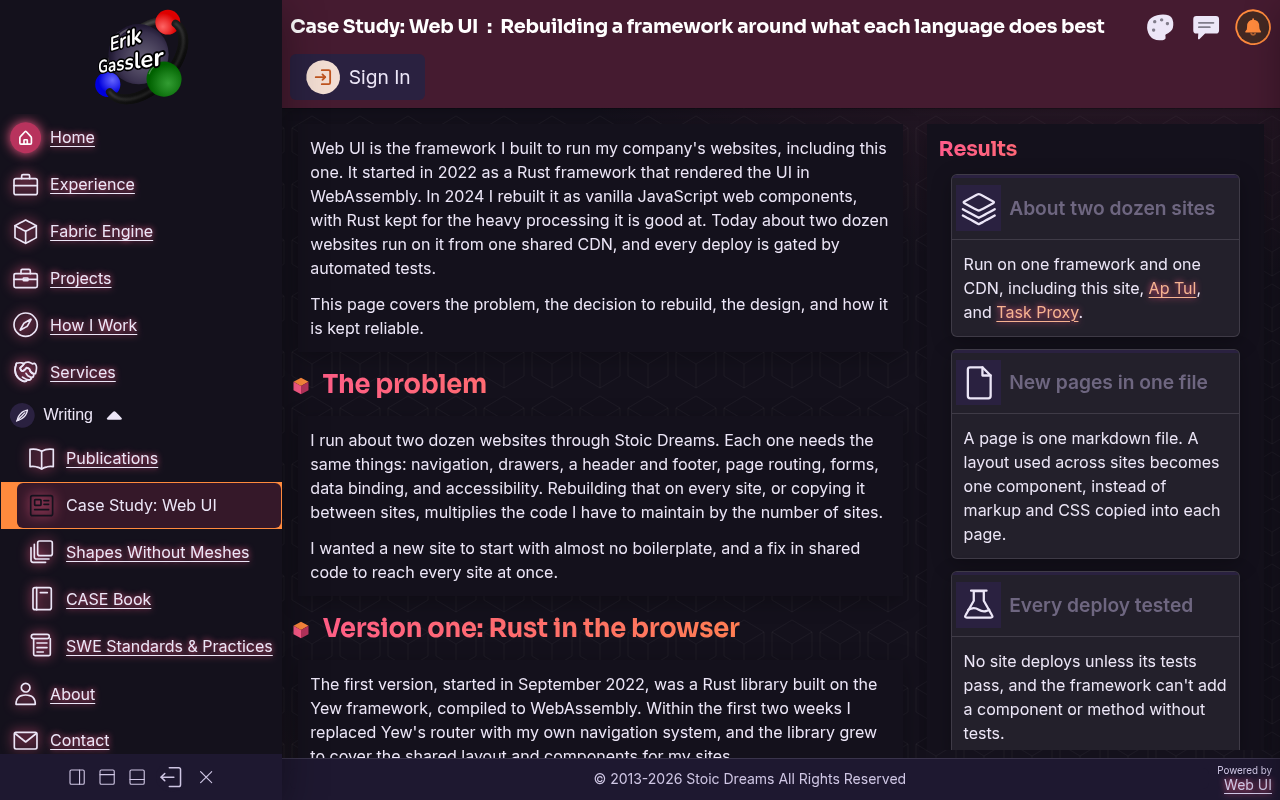 Erik
Gassler
Home
Experience
Fabric Engine
Projects
How I Work
Services
Writing
Publications
Case Study: Web UI
Shapes Without Meshes
CASE Book
SWE Standards & Practices
About
Contact
Case Study: Web UI : Rebuilding a framework around what each language does best
Sign In
Web UI is the framework I built to run my company's websites, including this
one. It started in 2022 as a Rust framework that rendered the UI in
WebAssembly. In 2024 I rebuilt it as vanilla JavaScript web components,
with Rust kept for the heavy processing it is good at. Today about two dozen
websites run on it from one shared CDN, and every deploy is gated by
automated tests.
This page covers the problem, the decision to rebuild, the design, and how it
is kept reliable.
The problem
I run about two dozen websites through Stoic Dreams. Each one needs the
same things: navigation, drawers, a header and footer, page routing, forms,
data binding, and accessibility. Rebuilding that on every site, or copying it
between sites, multiplies the code I have to maintain by the number of sites.
I wanted a new site to start with almost no boilerplate, and a fix in shared
code to reach every site at once.
Version one: Rust in the browser
The first version, started in September 2022, was a Rust library built on the
Yew framework, compiled to WebAssembly. Within the first two weeks I
replaced Yew's router with my own navigation system, and the library grew
to cover the shared layout and components for my sites.
Results
About two dozen sites
Run on one framework and one
CDN, including this site, Ap Tul,
and Task Proxy.
New pages in one file
A page is one markdown file. A
layout used across sites becomes
one component, instead of
markup and CSS copied into each
page.
Every deploy tested
No site deploys unless its tests
pass, and the framework can't add
a component or method without
tests.
© 2013-2026 Stoic Dreams All Rights Reserved
Powered by
Web UI